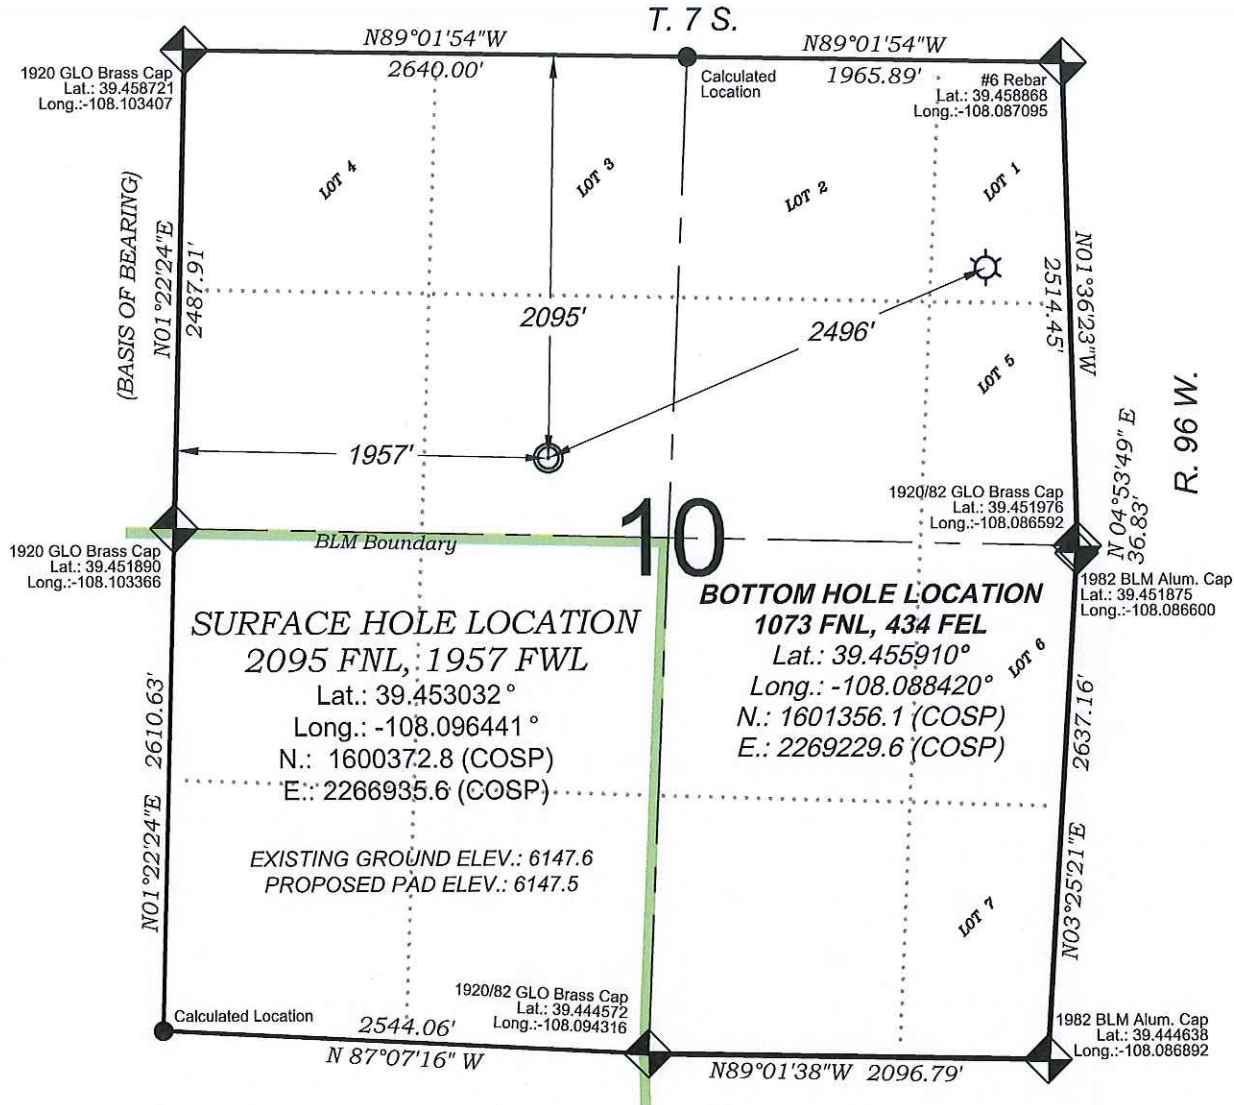 T. 7 S.
N89°01'54"W
2640.00'
N89°01'54"W
1965.89'
1920 GLO Brass Cap
Lat.: 39.458721
Long.:-108.103407
Calculated
Location
#6 Rebar
Lat.: 39.458868
Long.:-108.087095
LOT 4
LOT 3
LOT 2
LOT 1
(BASIS OF BEARING)
N01°22'24"E
2487.91'
2095'
2496'
N01°36'23"W
2514.45'
LOT 5
R. 96 W.
1957'
N 04°53'49" E
36.83'
1920/82 GLO Brass Cap
Lat.: 39.451976
Long.:-108.086592
10
BLM Boundary
1920 GLO Brass Cap
Lat.: 39.451890
Long.:-108.103366
1982 BLM Alum. Cap
Lat.: 39.451875
Long.:-108.086600
SURFACE HOLE LOCATION
2095 FNL, 1957 FWL
Lat.: 39.453032°
Long.: -108.096441°
N.: 1600372.8 (COSP)
E.: 2266935.6 (COSP)
EXISTING GROUND ELEV.: 6147.6
PROPOSED PAD ELEV.: 6147.5
BOTTOM HOLE LOCATION
1073 FNL, 434 FEL
Lat.: 39.455910°
Long.: -108.088420°
N.: 1601356.1 (COSP)
E.: 2269229.6 (COSP)
LOT 6
N01°22'24"E 2610.63'
2637.16'
N03°25'21"E
LOT 7
Calculated Location
2544.06'
N 87°07'16" W
1920/82 GLO Brass Cap
Lat.: 39.444572
Long.:-108.094316
N89°01'38"W 2096.79'
1982 BLM Alum. Cap
Lat.: 39.444638
Long.:-108.086892